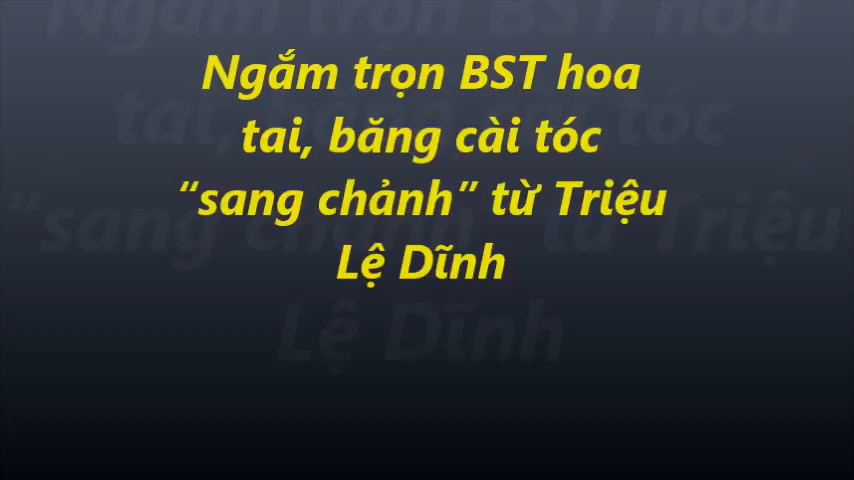 Ngắm trọn BST hoa
tai, băng cài tóc
“sang chảnh” từ Triệu
Lệ Dĩnh